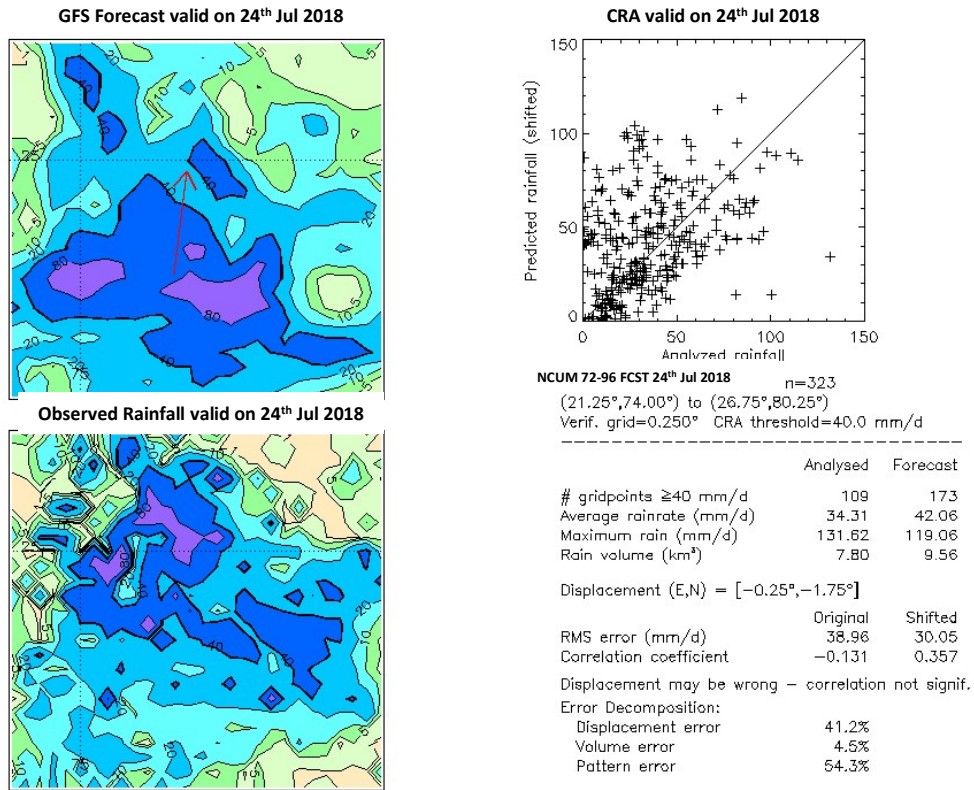 GFS Forecast valid on 24th Jul 2018
CRA valid on 24th Jul 2018
150
100
50
0
Predicted rainfall (shifted)
0 50 100 150
Analyzed rainfall
NCUM 72-96 FCST 24th Jul 2018 n=323
(21.25°,74.00°) to (26.75°,80.25°)
Verif. grid=0.250° CRA threshold=40.0 mm/d
Analysed Forecast
# gridpoints ≥40 mm/d 109 173
Average rainrate (mm/d) 34.31 42.06
Maximum rain (mm/d) 131.62 119.06
Rain volume (km³) 7.80 9.56
Displacement (E,N) = [−0.25°,−1.75°]
Original Shifted
RMS error (mm/d) 38.96 30.05
Correlation coefficient −0.131 0.357
Displacement may be wrong − correlation not signif.
Error Decomposition:
Displacement error 41.2%
Volume error 4.5%
Pattern error 54.3%
Observed Rainfall valid on 24th Jul 2018